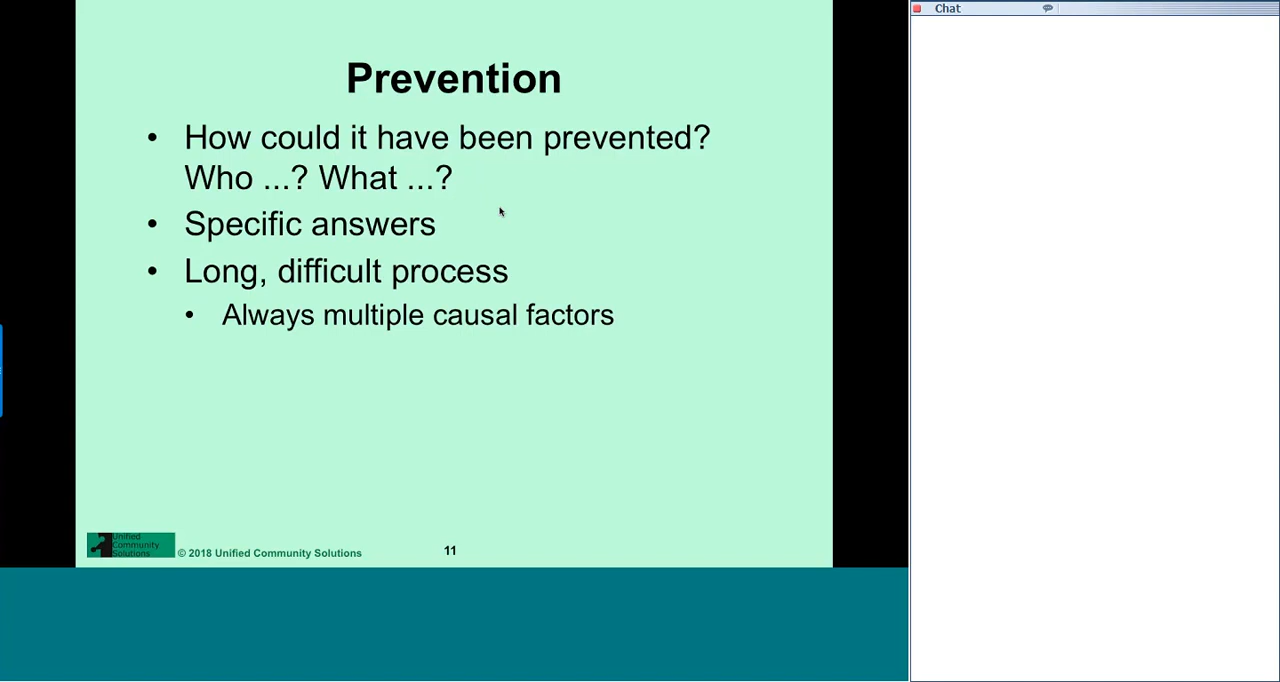 Chat
Prevention
• How could it have been prevented?
Who ...? What ...?
• Specific answers
• Long, difficult process
• Always multiple causal factors
Unified
Community
Solutions
© 2018 Unified Community Solutions
11